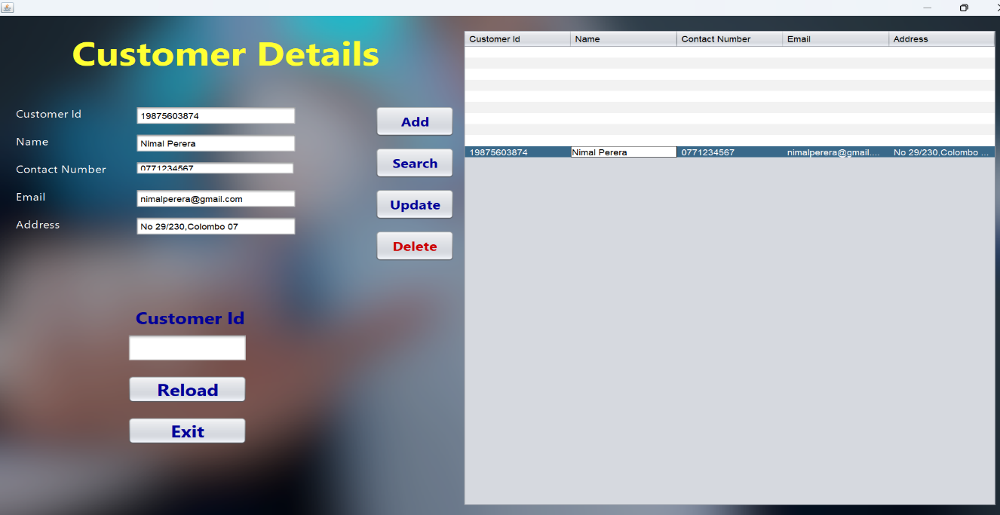 Customer Details
Customer Id 19875603874
Name Nimal Perera
Contact Number 0771234567
Email nimalperera@gmail.com
Address No 29/230,Colombo 07
Add
Search
Update
Delete
Customer Id
Reload
Exit
Customer Id Name Contact Number Email Address
19875603874 Nimal Perera 0771234567 nimalperera@gmail.... No 29/230,Colombo ...